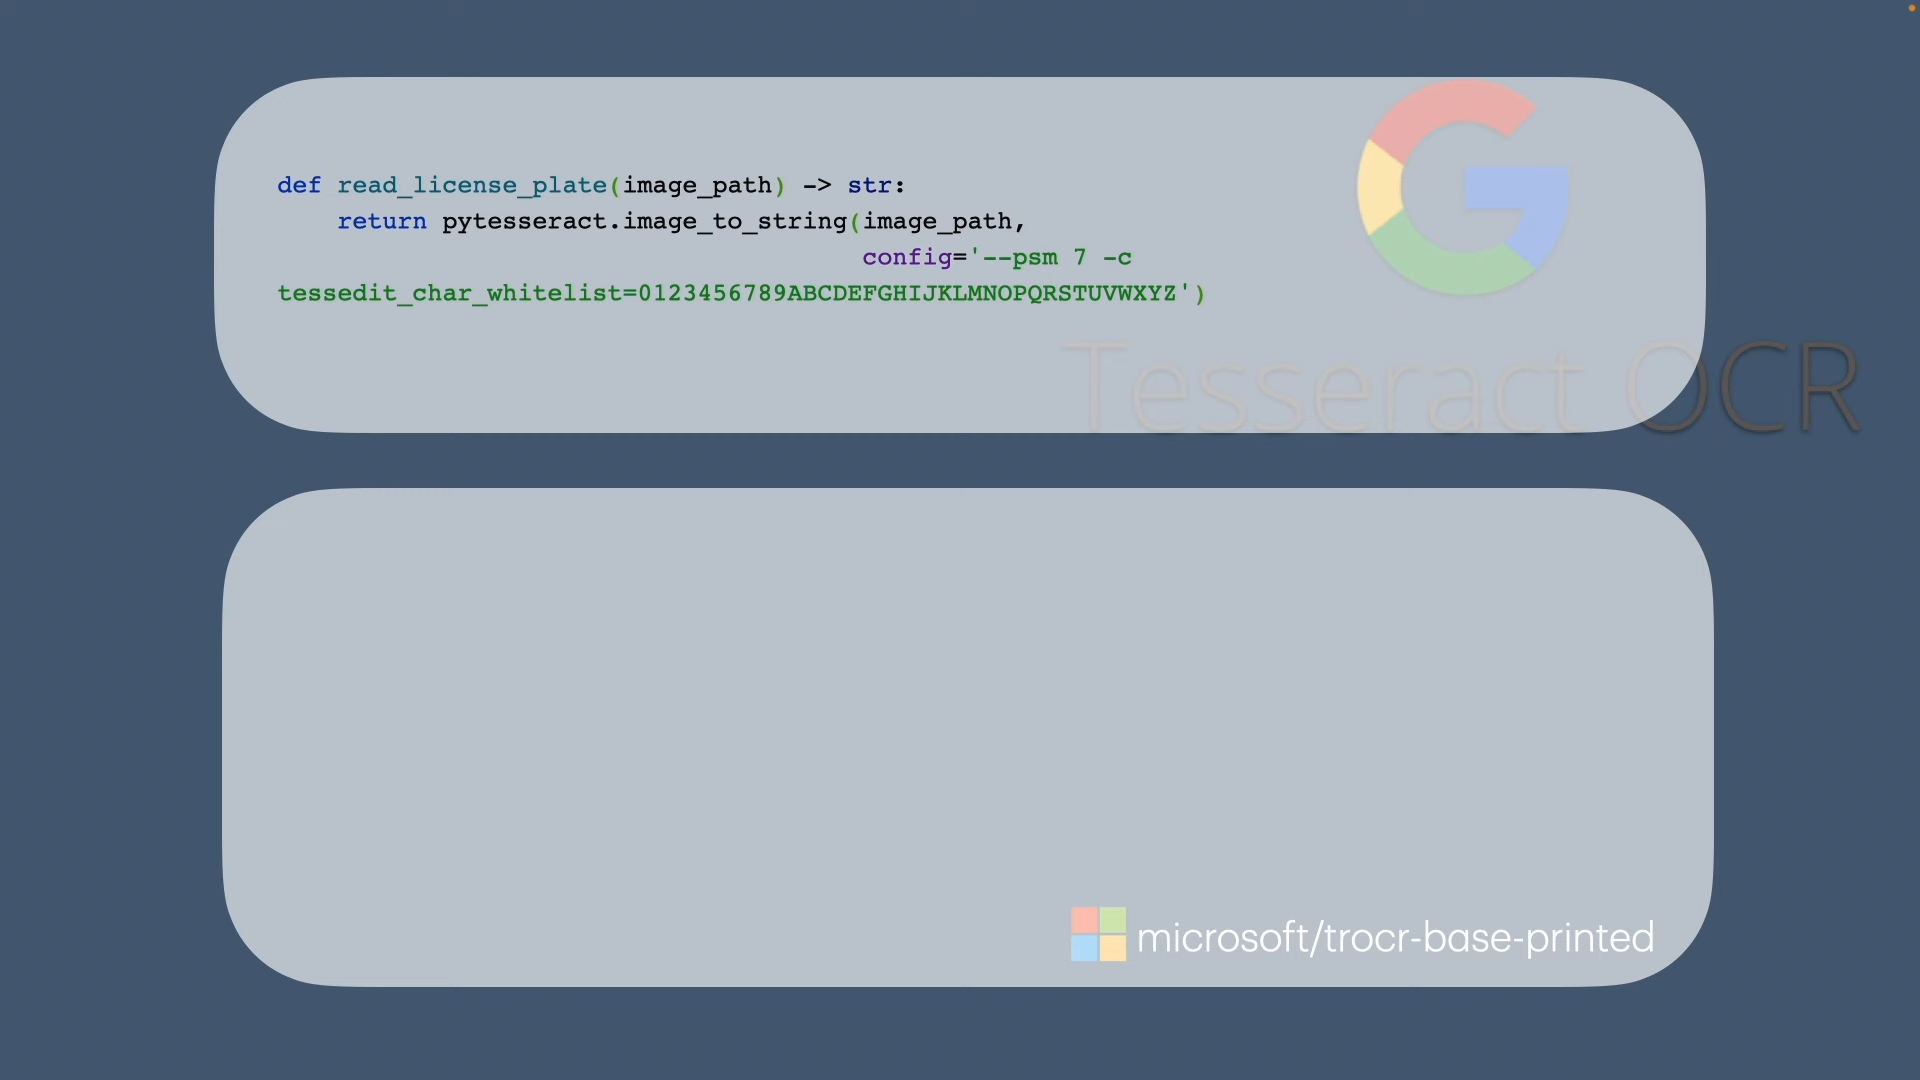 def read_license_plate(image_path) -> str:
    return pytesseract.image_to_string(image_path,
                                       config='--psm 7 -c
tessedit_char_whitelist=0123456789ABCDEFGHIJKLMNOPQRSTUVWXYZ')
Tesseract OCR
microsoft/trocr-base-printed